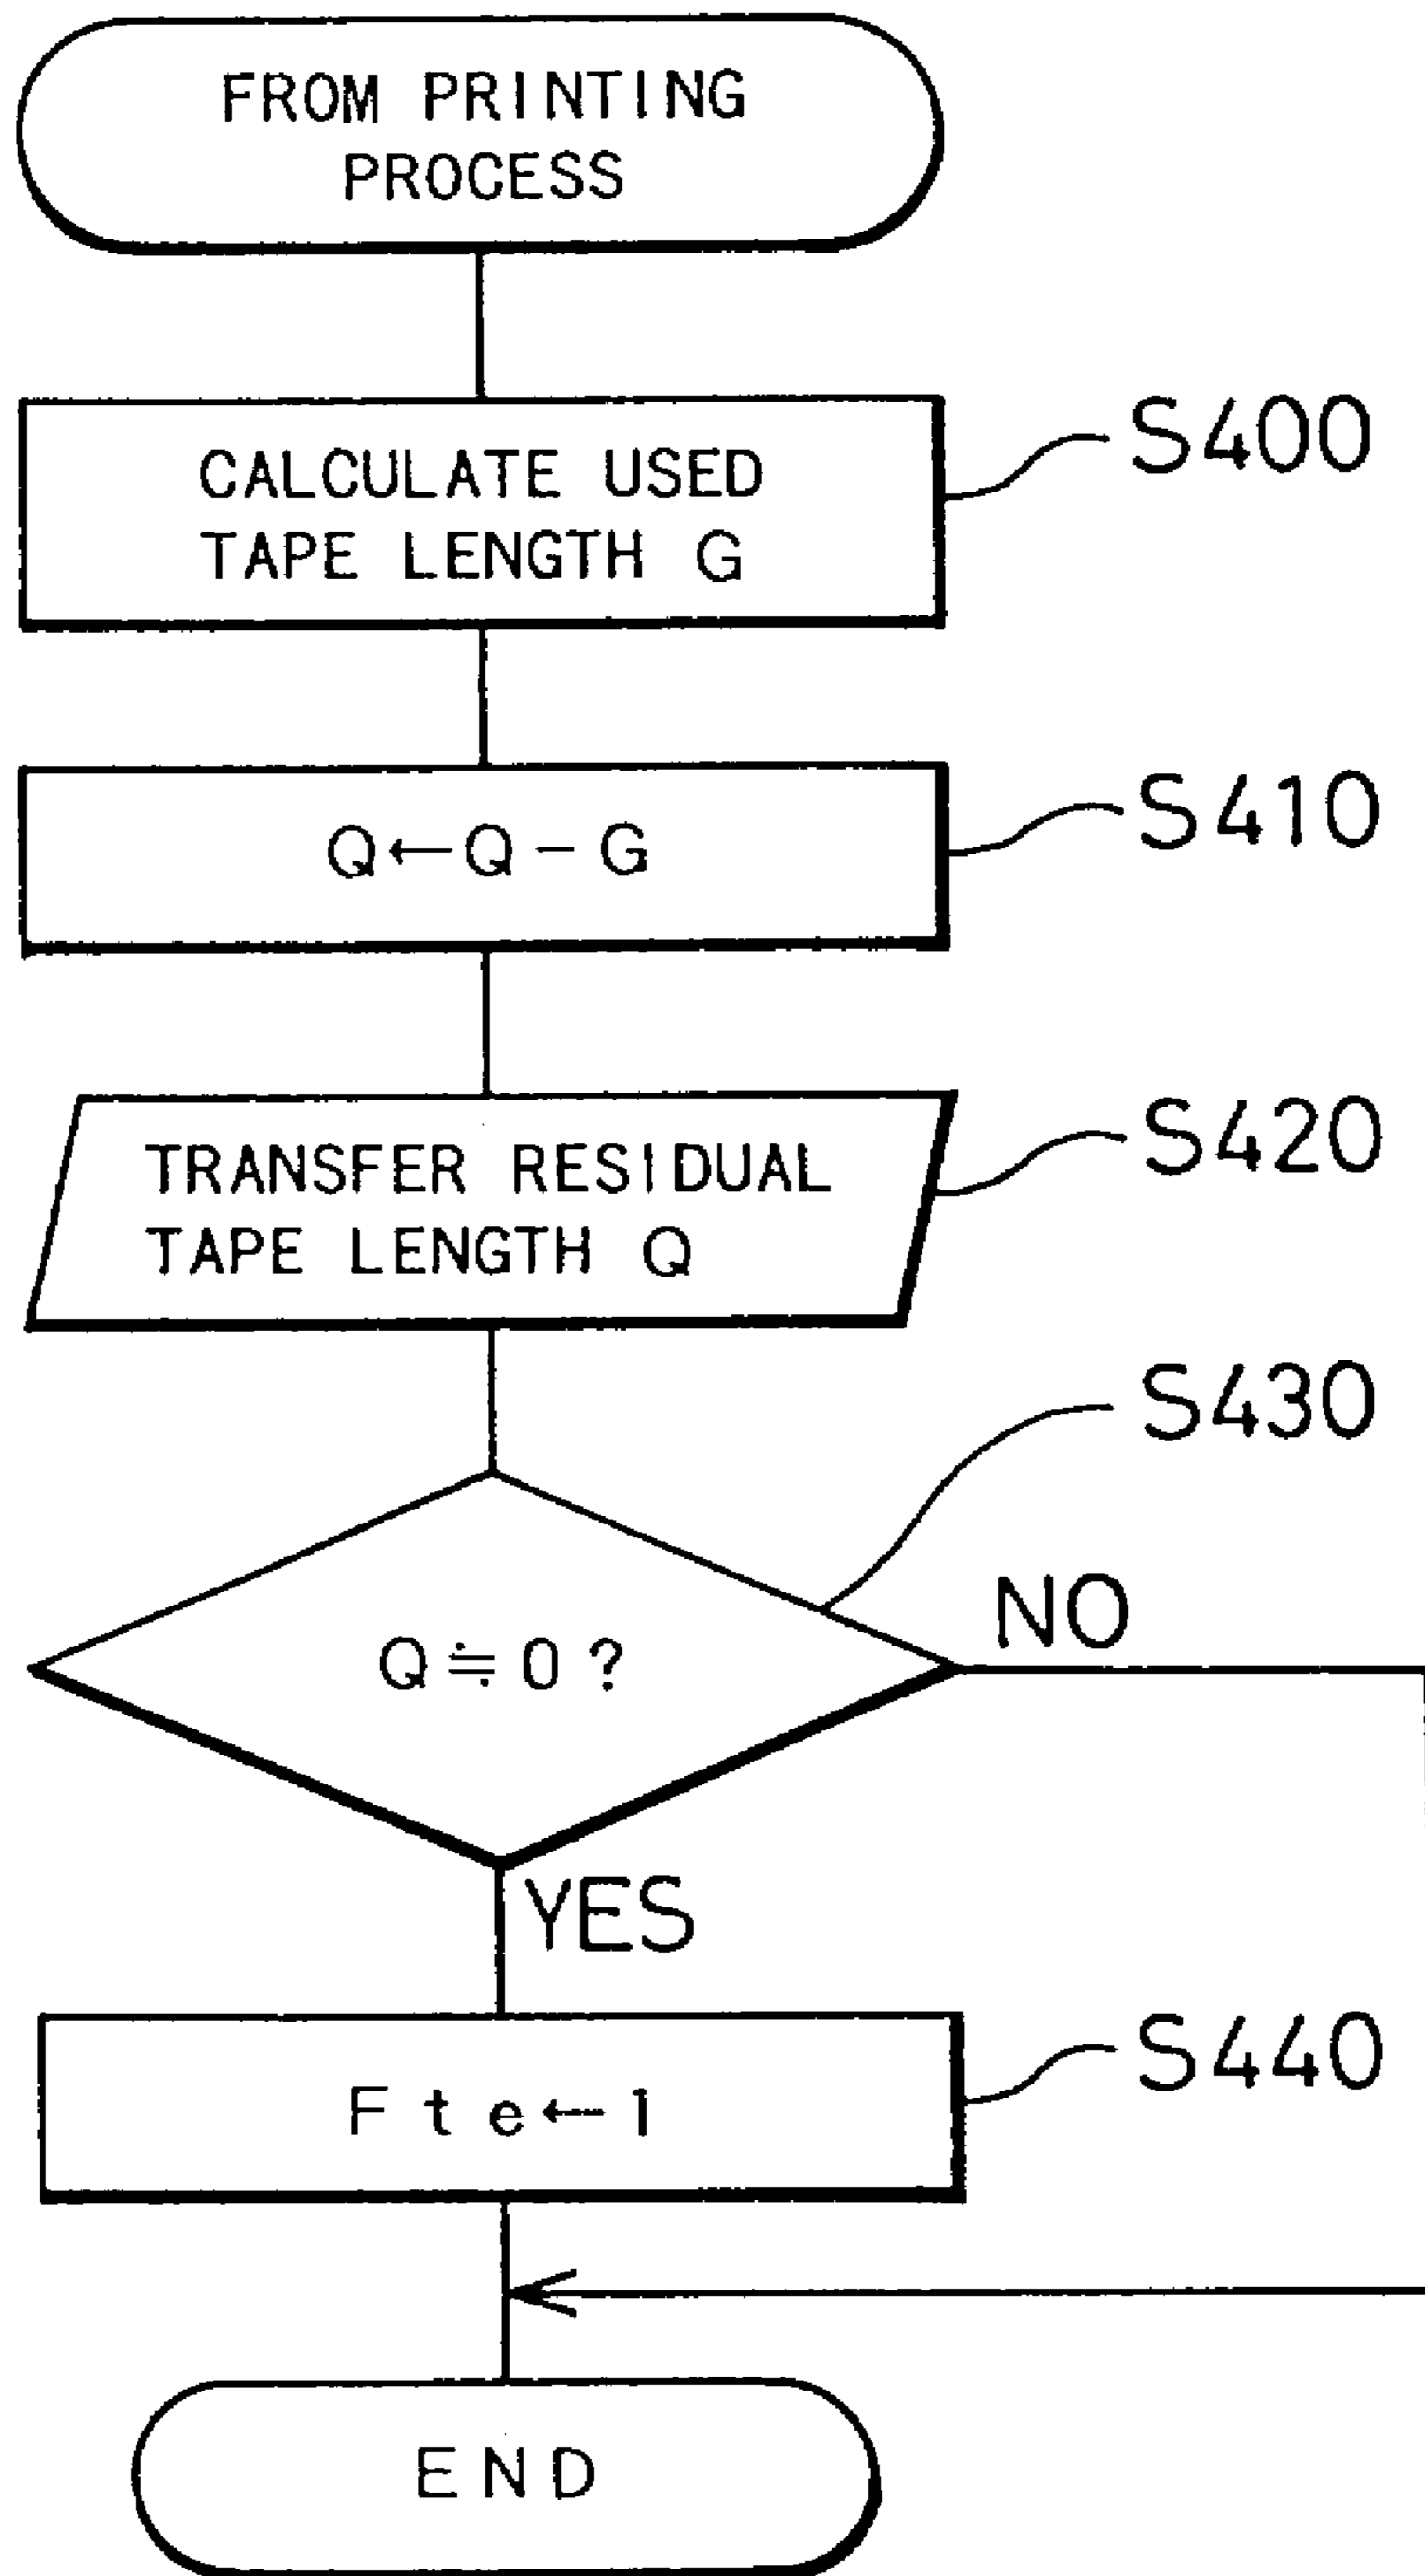 FROM PRINTING
PROCESS
CALCULATE USED
TAPE LENGTH G
S400
Q←Q-G
S410
TRANSFER RESIDUAL
TAPE LENGTH Q
S420
S430
Q≒0?
NO
YES
Fte←1
S440
END